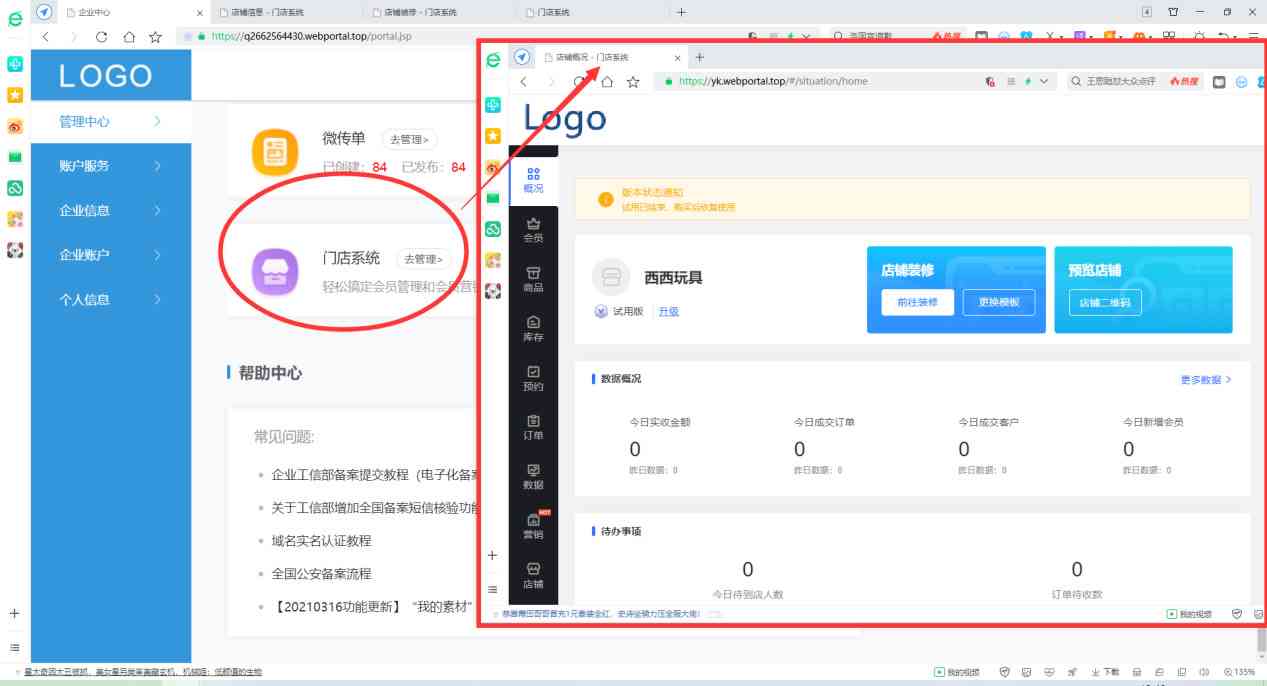 企业中心
店铺信息 - 门店系统
店铺装修 - 门店系统
门店系统
https://q2662564430.webportal.top/portal.jsp
LOGO
管理中心
账户服务
企业信息
企业账户
个人信息
微传单
去管理>
已创建: 84 已发布: 84
门店系统
去管理>
轻松搞定会员管理和会员营
帮助中心
常见问题:
企业工信部备案提交教程（电子化备案
关于工信部增加全国备案短信核验功能
域名实名认证教程
全国公安备案流程
【20210316功能更新】“我的素材”
店铺概况 - 门店系统
https://yk.webportal.top/#/situation/home
王思聪怼大众点评
热搜
Logo
概况
会员
商品
库存
预约
订单
数据
营销
HOT
店铺
版本状态通知
试用已结束，购买后恢复使用
西西玩具
试用版
升级
店铺装修
前往装修
更换模板
预览店铺
店铺二维码
数据概况
更多数据 >
今日实收金额
0
昨日数据: 0
今日成交订单
0
昨日数据: 0
今日成交客户
0
昨日数据: 0
今日新增会员
0
昨日数据: 0
待办事项
0
今日待到店人数
0
订单待收款
我的视频
我的视频
下载
135%